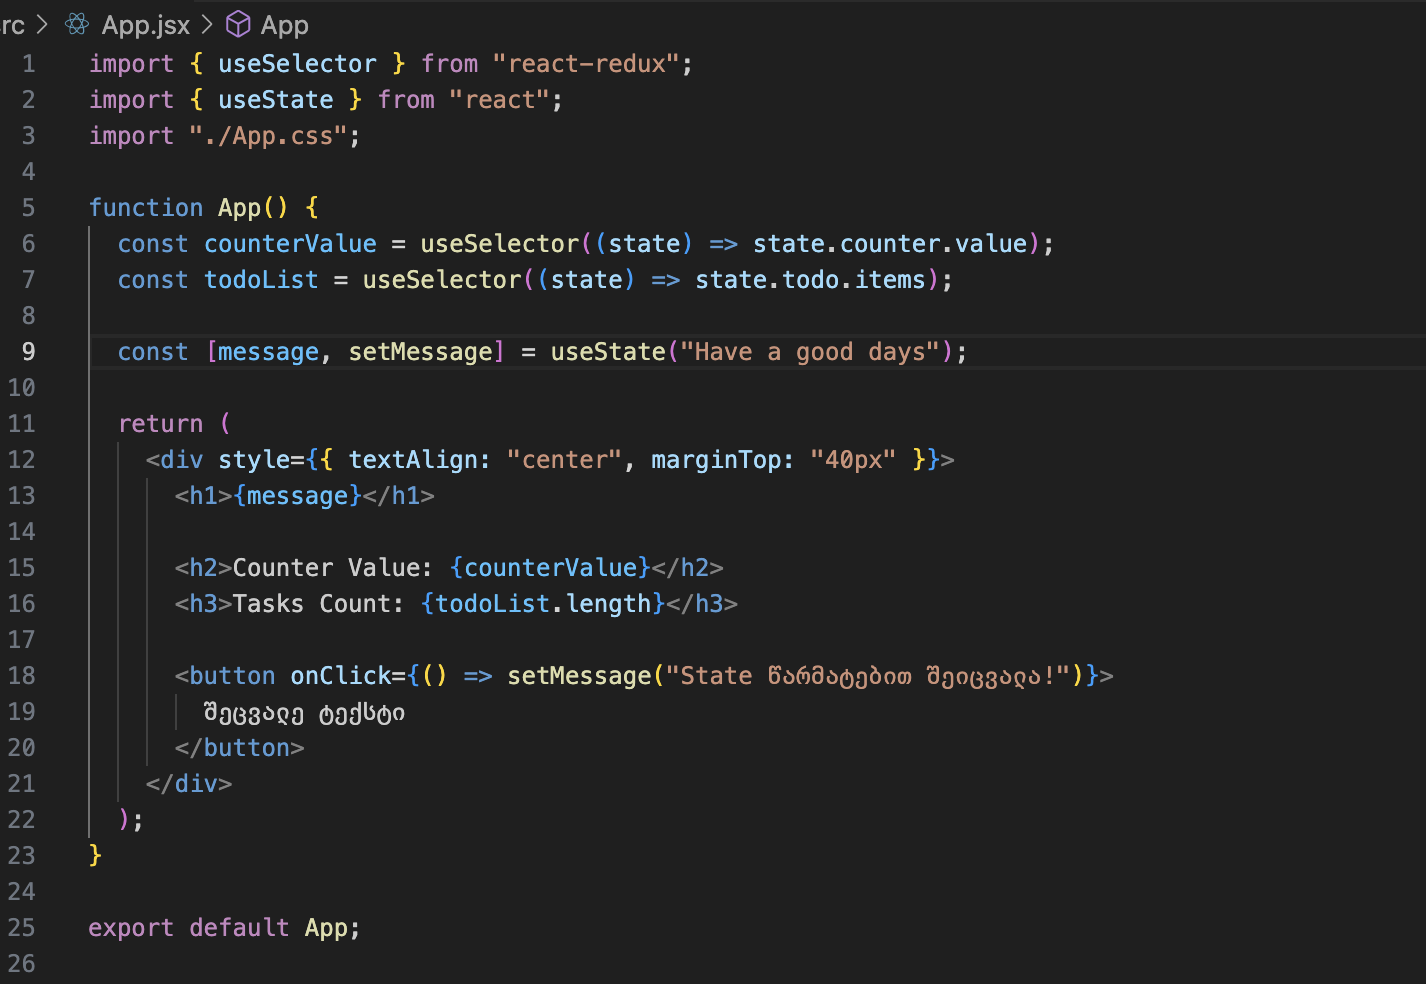 rc > App.jsx > App
1 import { useSelector } from "react-redux";
2 import { useState } from "react";
3 import "./App.css";
4
5 function App() {
6   const counterValue = useSelector((state) => state.counter.value);
7   const todoList = useSelector((state) => state.todo.items);
8
9   const [message, setMessage] = useState("Have a good days");
10
11   return (
12     <div style={{ textAlign: "center", marginTop: "40px" }}>
13       <h1>{message}</h1>
14
15       <h2>Counter Value: {counterValue}</h2>
16       <h3>Tasks Count: {todoList.length}</h3>
17
18       <button onClick={() => setMessage("State წარმატებით შეიცვალა!")}>
19         შეცვალე ტექსტი
20       </button>
21     </div>
22   );
23 }
24
25 export default App;
26